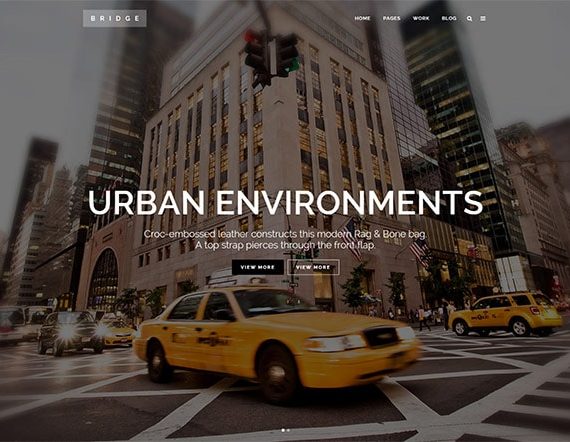 BRIDGE
HOME PAGES WORK BLOG
URBAN ENVIRONMENTS
Croc-embossed leather constructs this modern Rag & Bone bag.
A top strap pierces through the front flap.
VIEW MORE VIEW MORE